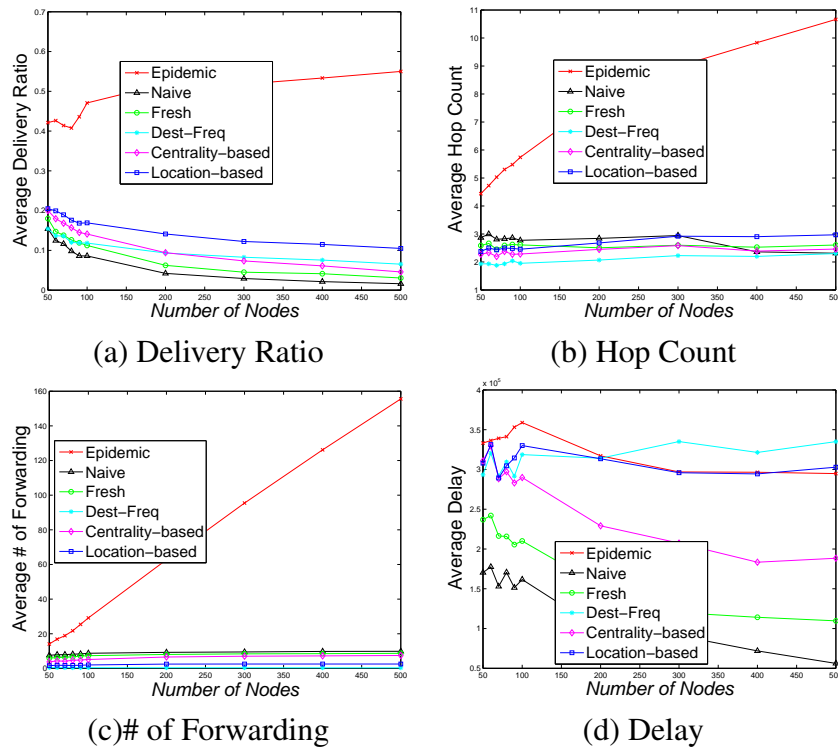 0.7
0.6
0.5
0.4
0.3
0.2
0.1
0
50 100 150 200 250 300 350 400 450 500
Average Delivery Ratio
Number of Nodes
Epidemic
Naive
Fresh
Dest−Freq
Centrality−based
Location−based
(a) Delivery Ratio
11
10
9
8
7
6
5
4
3
2
1
50 100 150 200 250 300 350 400 450 500
Average Hop Count
Number of Nodes
Epidemic
Naive
Fresh
Dest−Freq
Centrality−based
Location−based
(b) Hop Count
160
140
120
100
80
60
40
20
0
50 100 150 200 250 300 350 400 450 500
Average # of Forwarding
Number of Nodes
Epidemic
Naive
Fresh
Dest−Freq
Centrality−based
Location−based
(c)# of Forwarding
x 10⁵
4
3.5
3
2.5
2
1.5
1
0.5
50 100 150 200 250 300 350 400 450 500
Average Delay
Number of Nodes
Epidemic
Naive
Fresh
Dest−Freq
Centrality−based
Location−based
(d) Delay